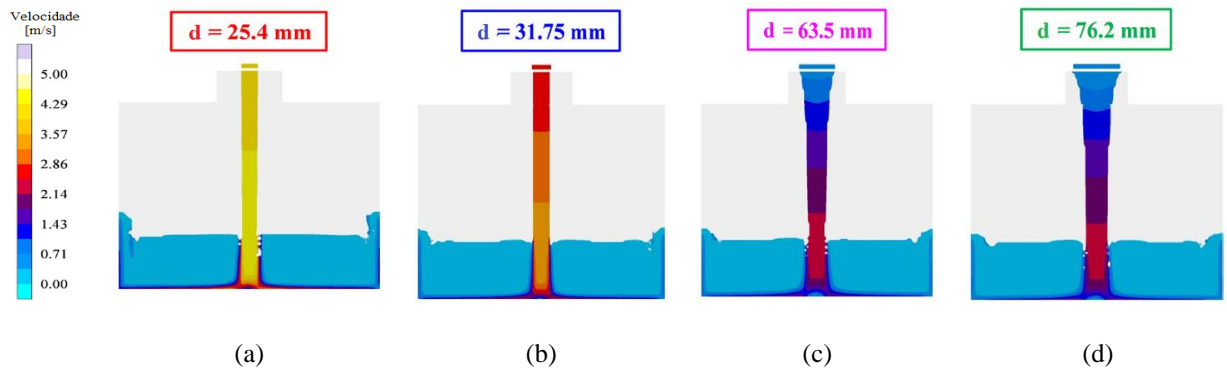 Velocidade
[m/s]
5.00
4.29
3.57
2.86
2.14
1.43
0.71
0.00
d = 25.4 mm
d = 31.75 mm
d = 63.5 mm
d = 76.2 mm
(a)
(b)
(c)
(d)